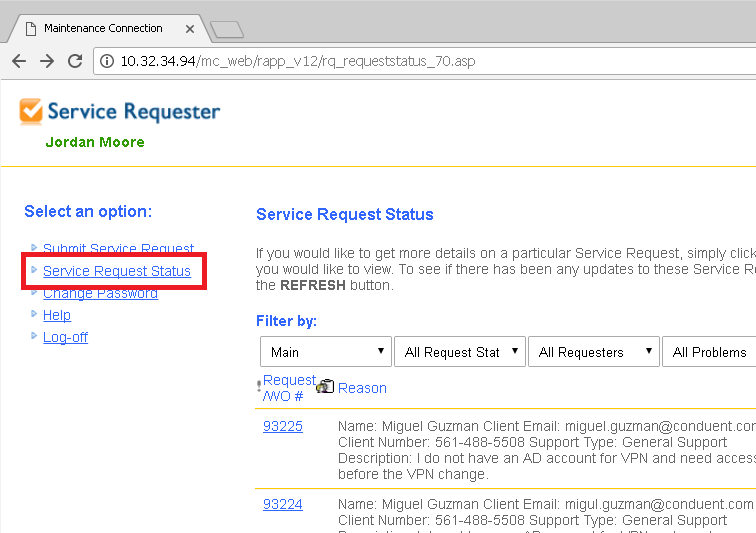 Maintenance Connection
10.32.34.94/mc_web/rapp_v12/rq_requeststatus_70.asp
Service Requester
Jordan Moore
Select an option:
Submit Service Request
Service Request Status
Change Password
Help
Log-off
Service Request Status
If you would like to get more details on a particular Service Request, simply click
you would like to view. To see if there has been any updates to these Service Re
the REFRESH button.
Filter by:
Main All Request Stat All Requesters All Problems
Request
/WO #
Reason
93225
Name: Miguel Guzman Client Email: miguel.guzman@conduent.com
Client Number: 561-488-5508 Support Type: General Support
Description: I do not have an AD account for VPN and need access
before the VPN change.
93224
Name: Miguel Guzman Client Email: migul.guzman@conduent.com
Client Number: 561-488-5508 Support Type: General Support